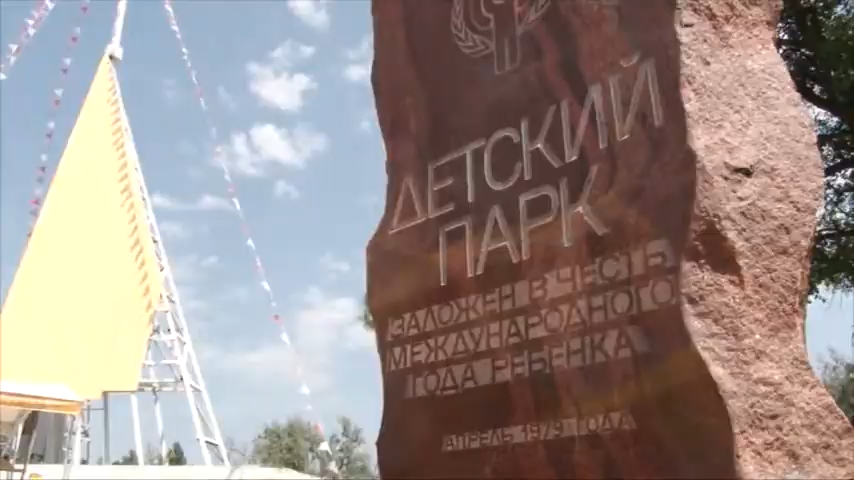 ДЕТСКИЙ
ПАРК
ЗАЛОЖЕН В ЧЕСТЬ
МЕЖДУНАРОДНОГО
ГОДА РЕБЕНКА
АПРЕЛЬ 1979 ГОДА